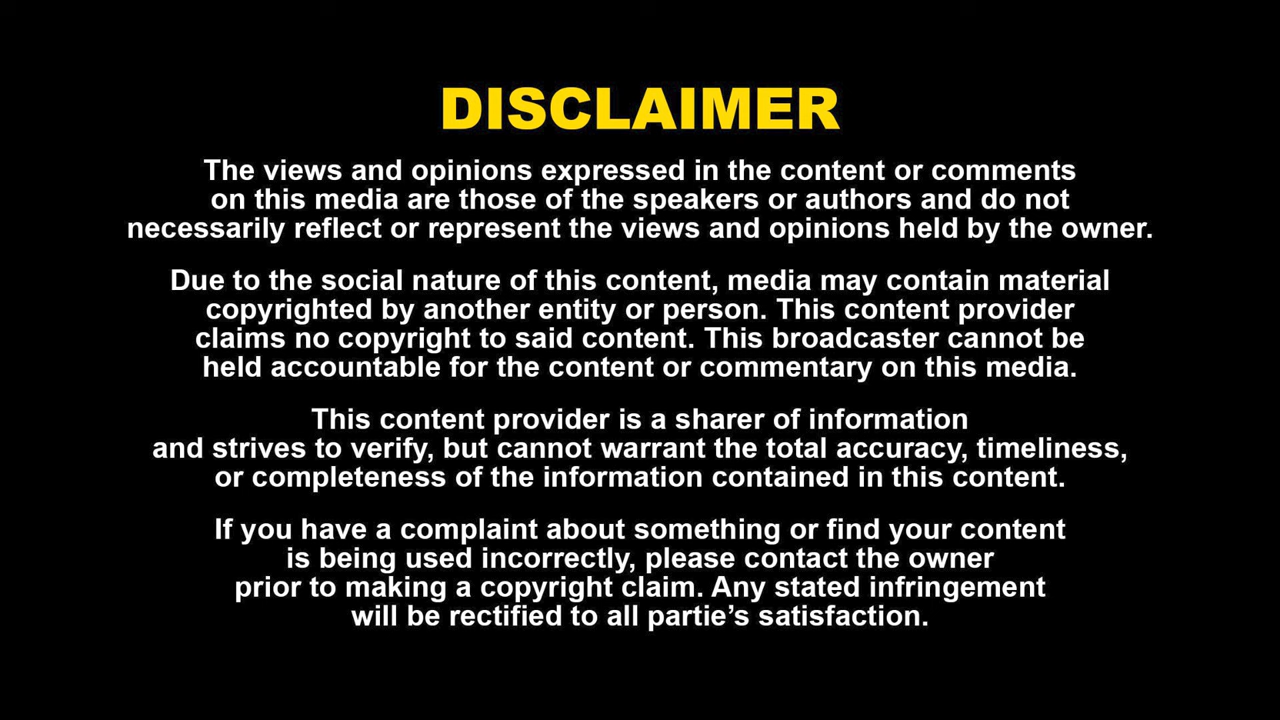 DISCLAIMER
The views and opinions expressed in the content or comments
on this media are those of the speakers or authors and do not
necessarily reflect or represent the views and opinions held by the owner.
Due to the social nature of this content, media may contain material
copyrighted by another entity or person. This content provider
claims no copyright to said content. This broadcaster cannot be
held accountable for the content or commentary on this media.
This content provider is a sharer of information
and strives to verify, but cannot warrant the total accuracy, timeliness,
or completeness of the information contained in this content.
If you have a complaint about something or find your content
is being used incorrectly, please contact the owner
prior to making a copyright claim. Any stated infringement
will be rectified to all partie’s satisfaction.